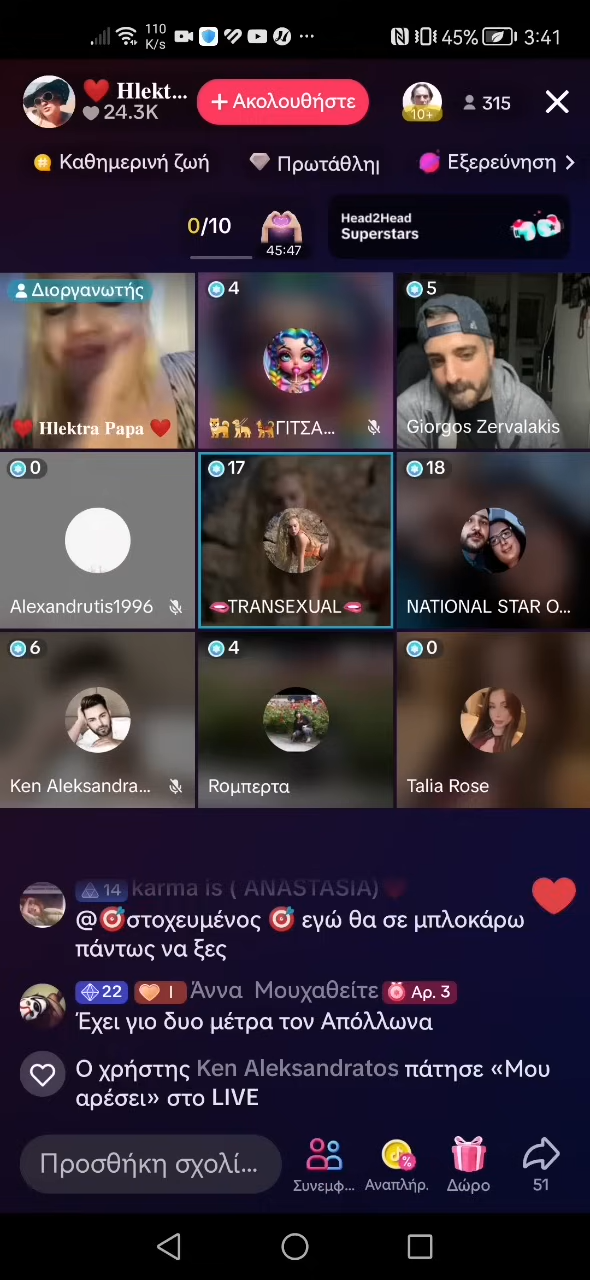 110
K/s
45%
3:41
❤️ Hlekt...
24.3K
+ Ακολουθήστε
10+
315
Καθημερινή ζωή
Πρωτάθλη
Εξερεύνηση >
0/10
45:47
Head2Head
Superstars
Διοργανωτής
4
5
❤️ Hlektra Papa ❤️
ΓΙΤΣΑ...
Giorgos Zervalakis
0
17
18
Alexandrutis1996
🫦TRANSEXUAL🫦
NATIONAL STAR O...
6
4
0
Ken Aleksandra...
Ρομπερτα
Talia Rose
14 karma is ( ANASTASIA) ❤️
@🎯στοχευμένος 🎯 εγώ θα σε μπλοκάρω
πάντως να ξες
22 I Άννα Μουχαθείτε Αρ. 3
Έχει γιο δυο μέτρα τον Απόλλωνα
Ο χρήστης Ken Aleksandratos πάτησε «Μου
αρέσει» στο LIVE
Προσθήκη σχολί...
Συνεμφ...
Αναπλήρ.
Δώρο
51